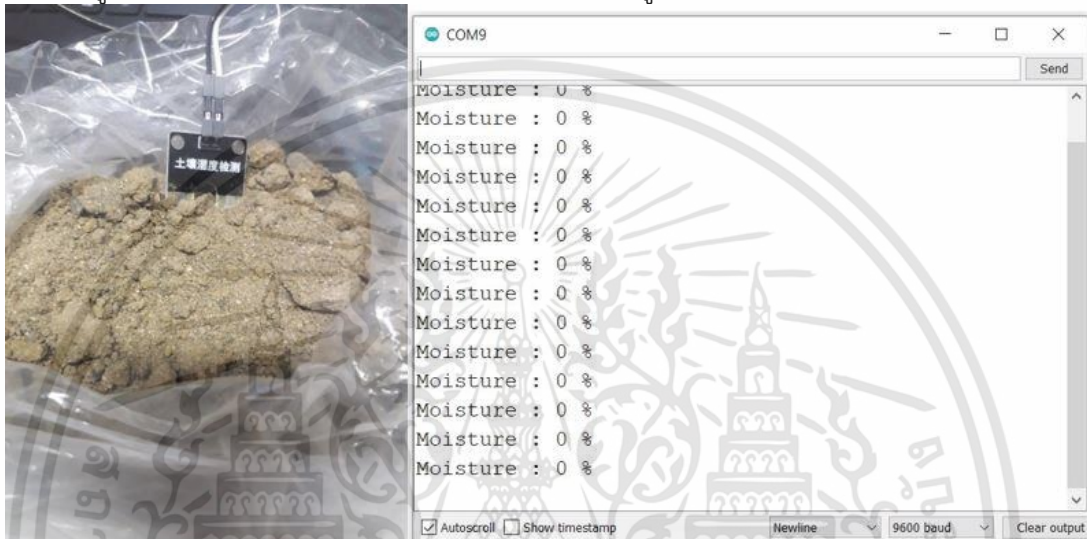 土壤湿度检测
COM9
Send
Moisture : 0 %
Moisture : 0 %
Moisture : 0 %
Moisture : 0 %
Moisture : 0 %
Moisture : 0 %
Moisture : 0 %
Moisture : 0 %
Moisture : 0 %
Moisture : 0 %
Moisture : 0 %
Moisture : 0 %
Moisture : 0 %
Moisture : 0 %
Autoscroll Show timestamp Newline 9600 baud Clear output